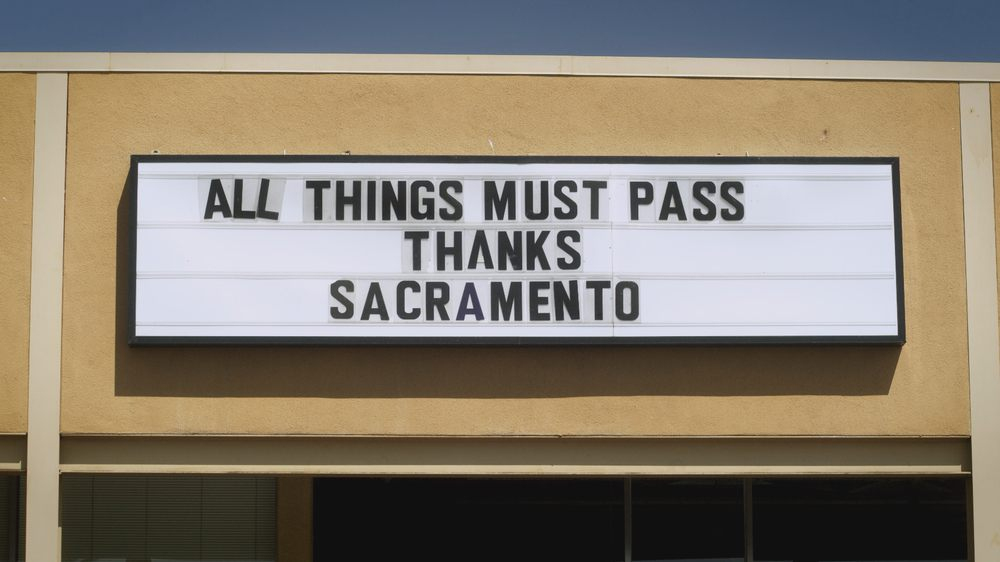 ALL THINGS MUST PASS
THANKS
SACRAMENTO